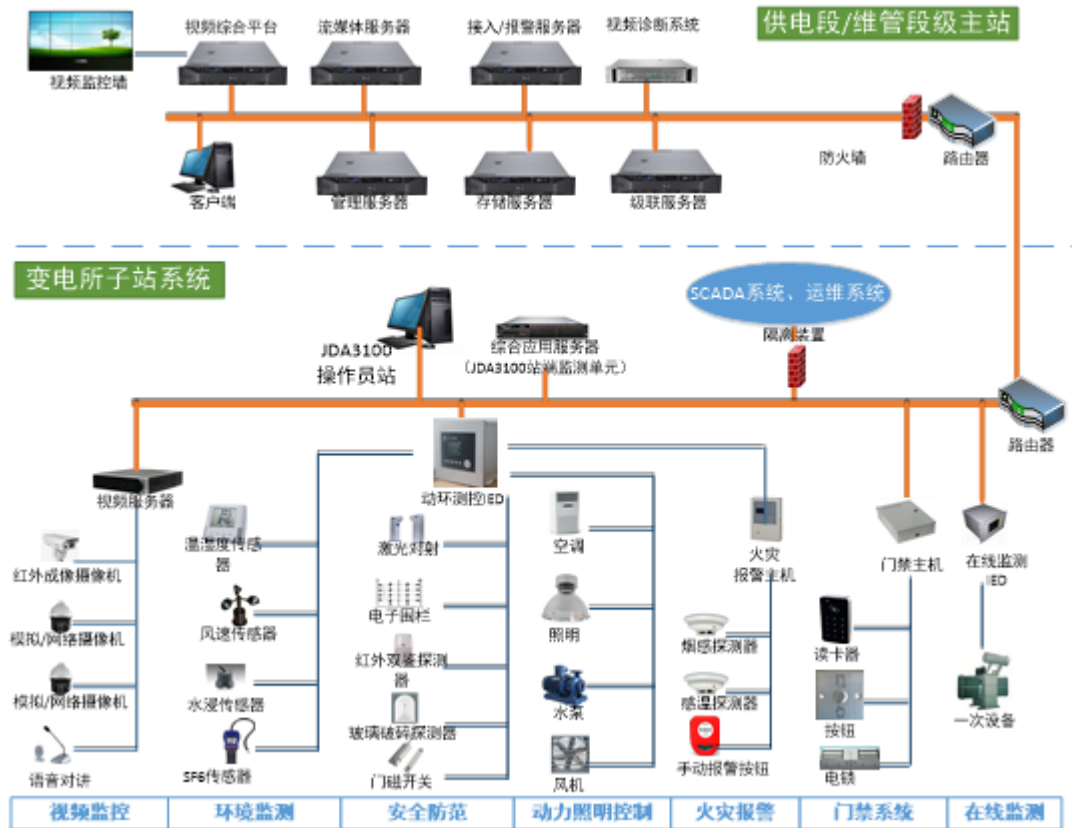 视频综合平台
流媒体服务器
接入/报警服务器
视频诊断系统
供电段/维管段级主站
视频监控墙
防火墙
路由器
客户端
管理服务器
存储服务器
级联服务器
变电所子站系统
SCADA系统、运维系统
隔离装置
JDA3100
操作员站
综合应用服务器
（JDA3100站端监测单元）
路由器
视频服务器
动环测控IED
红外成像摄像机
模拟/网络摄像机
模拟/网络摄像机
语音对讲
温湿度传感
器
风速传感器
水浸传感器
SF6传感器
激光对射
电子围栏
红外双鉴探测
器
玻璃破碎探测器
门磁开关
空调
照明
水泵
风机
火灾
报警主机
烟感探测器
感温探测器
手动报警按钮
门禁主机
读卡器
按钮
电锁
在线监测
IED
一次设备
视频监控
环境监测
安全防范
动力照明控制
火灾报警
门禁系统
在线监测